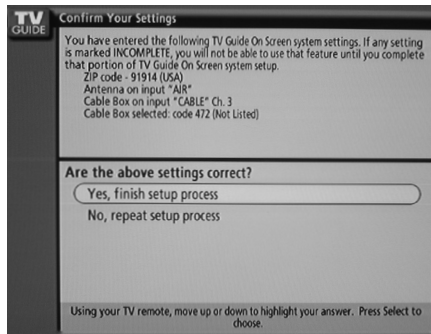 TV
GUIDE
Confirm Your Settings
You have entered the following TV Guide On Screen system settings. If any setting
is marked INCOMPLETE, you will not be able to use that feature until you complete
that portion of TV Guide On Screen system setup.
ZIP code - 91914 (USA)
Antenna on input "AIR"
Cable Box on input "CABLE" Ch. 3
Cable Box selected: code 472 (Not Listed)
Are the above settings correct?
Yes, finish setup process
No, repeat setup process
Using your TV remote, move up or down to highlight your answer. Press Select to
choose.